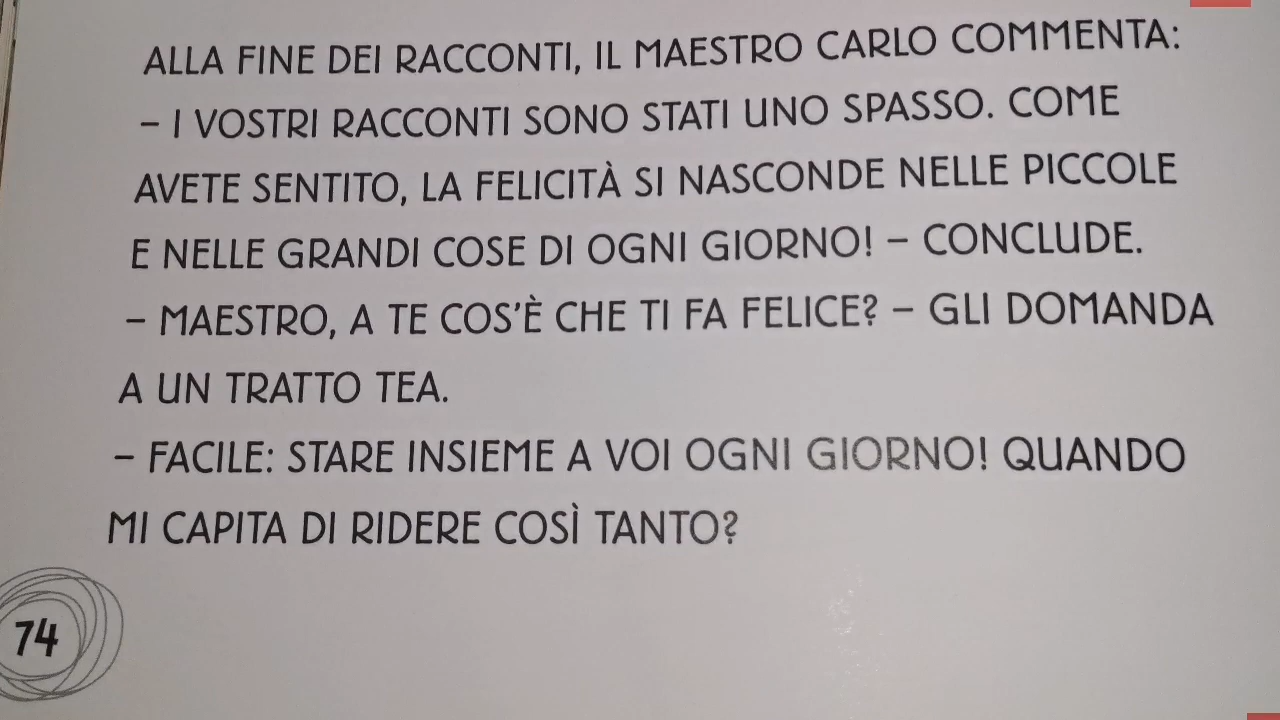 ALLA FINE DEI RACCONTI, IL MAESTRO CARLO COMMENTA:
– I VOSTRI RACCONTI SONO STATI UNO SPASSO. COME
AVETE SENTITO, LA FELICITÀ SI NASCONDE NELLE PICCOLE
E NELLE GRANDI COSE DI OGNI GIORNO! – CONCLUDE.
– MAESTRO, A TE COS'È CHE TI FA FELICE? – GLI DOMANDA
A UN TRATTO TEA.
– FACILE: STARE INSIEME A VOI OGNI GIORNO! QUANDO
MI CAPITA DI RIDERE COSÌ TANTO?
74